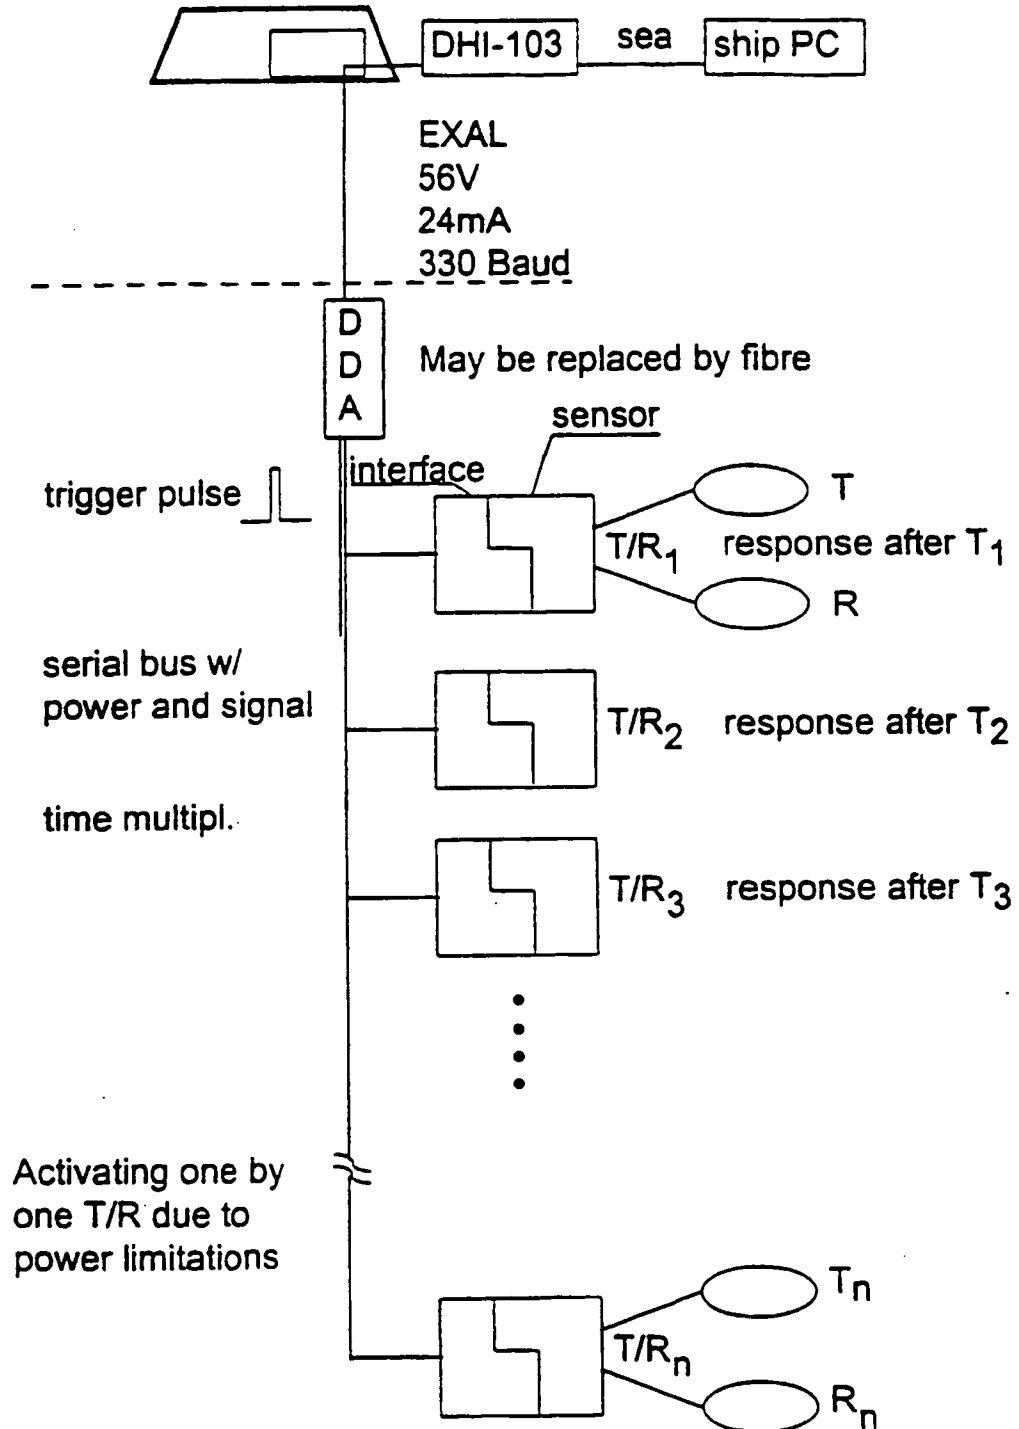 DHI-103
sea
ship PC
EXAL
56V
24mA
330 Baud
D
D
A
May be replaced by fibre
sensor
interface
trigger pulse
T
T/R1
response after T1
R
serial bus w/
power and signal
T/R2
response after T2
time multipl.
T/R3
response after T3
Activating one by
one T/R due to
power limitations
Tn
T/Rn
Rn